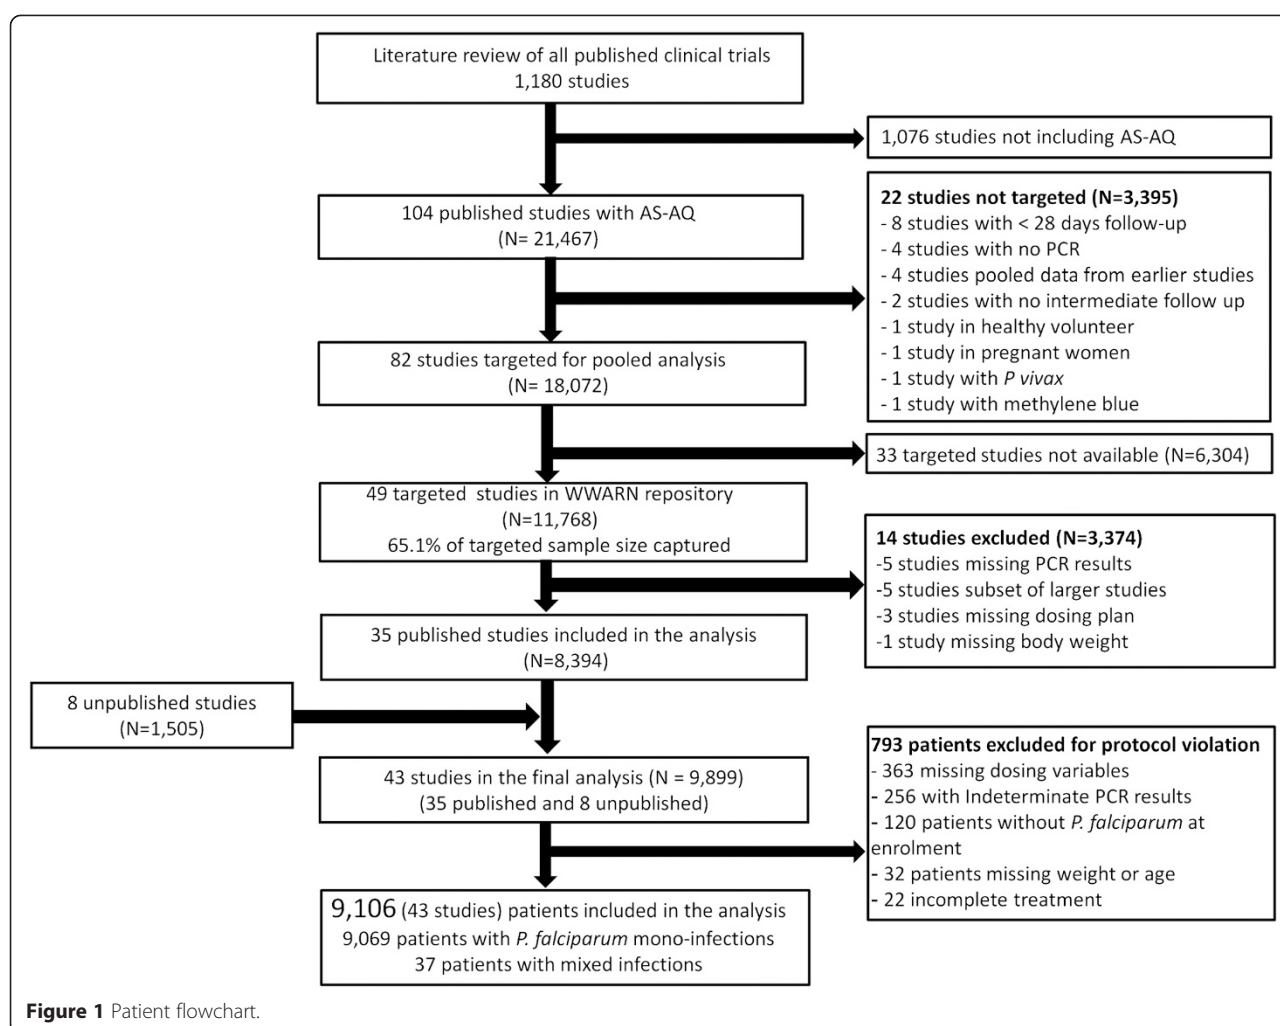 Literature review of all published clinical trials
1,180 studies
1,076 studies not including AS-AQ
104 published studies with AS-AQ
(N= 21,467)
22 studies not targeted (N=3,395)
- 8 studies with < 28 days follow-up
- 4 studies with no PCR
- 4 studies pooled data from earlier studies
- 2 studies with no intermediate follow up
- 1 study in healthy volunteer
- 1 study in pregnant women
- 1 study with P vivax
- 1 study with methylene blue
82 studies targeted for pooled analysis
(N= 18,072)
33 targeted studies not available (N=6,304)
49 targeted studies in WWARN repository
(N=11,768)
65.1% of targeted sample size captured
14 studies excluded (N=3,374)
-5 studies missing PCR results
-5 studies subset of larger studies
-3 studies missing dosing plan
-1 study missing body weight
35 published studies included in the analysis
(N=8,394)
8 unpublished studies
(N=1,505)
43 studies in the final analysis (N = 9,899)
(35 published and 8 unpublished)
793 patients excluded for protocol violation
- 363 missing dosing variables
- 256 with Indeterminate PCR results
- 120 patients without P. falciparum at
enrolment
- 32 patients missing weight or age
- 22 incomplete treatment
9,106 (43 studies) patients included in the analysis
9,069 patients with P. falciparum mono-infections
37 patients with mixed infections
Figure 1 Patient flowchart.